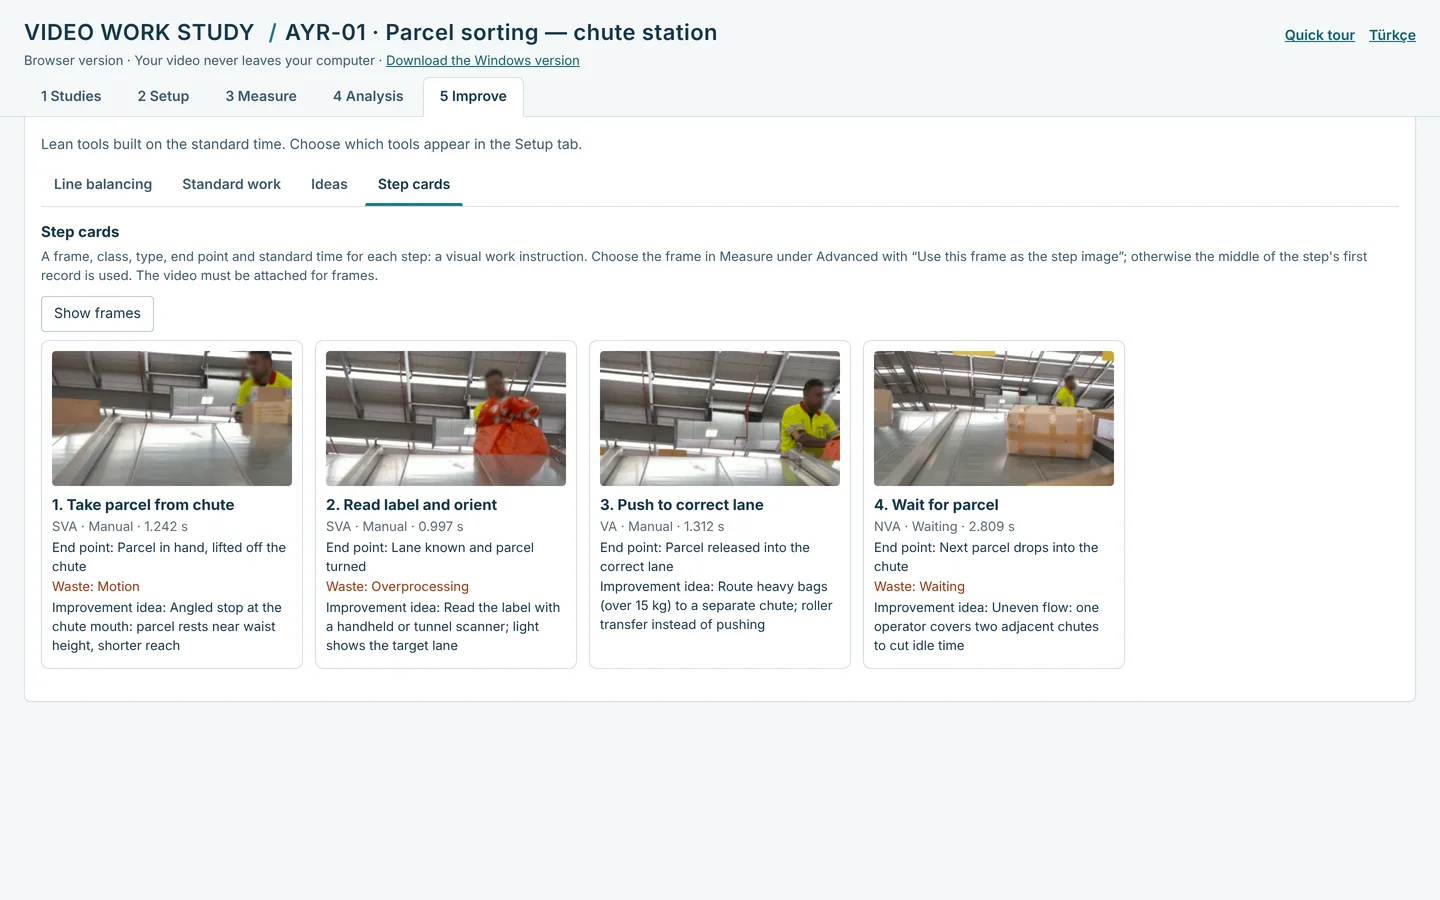 VIDEO WORK STUDY / AYR-01 · Parcel sorting — chute station
Quick tour Türkçe
Browser version · Your video never leaves your computer · Download the Windows version
1 Studies 2 Setup 3 Measure 4 Analysis 5 Improve
Lean tools built on the standard time. Choose which tools appear in the Setup tab.
Line balancing Standard work Ideas Step cards
Step cards
A frame, class, type, end point and standard time for each step: a visual work instruction. Choose the frame in Measure under Advanced with “Use this frame as the step image”; otherwise the middle of the step's first
record is used. The video must be attached for frames.
Show frames
1. Take parcel from chute
SVA · Manual · 1.242 s
End point: Parcel in hand, lifted off the
chute
Waste: Motion
Improvement idea: Angled stop at the
chute mouth: parcel rests near waist
height, shorter reach
2. Read label and orient
SVA · Manual · 0.997 s
End point: Lane known and parcel
turned
Waste: Overprocessing
Improvement idea: Read the label with
a handheld or tunnel scanner; light
shows the target lane
3. Push to correct lane
VA · Manual · 1.312 s
End point: Parcel released into the
correct lane
Improvement idea: Route heavy bags
(over 15 kg) to a separate chute; roller
transfer instead of pushing
4. Wait for parcel
NVA · Waiting · 2.809 s
End point: Next parcel drops into the
chute
Waste: Waiting
Improvement idea: Uneven flow: one
operator covers two adjacent chutes
to cut idle time